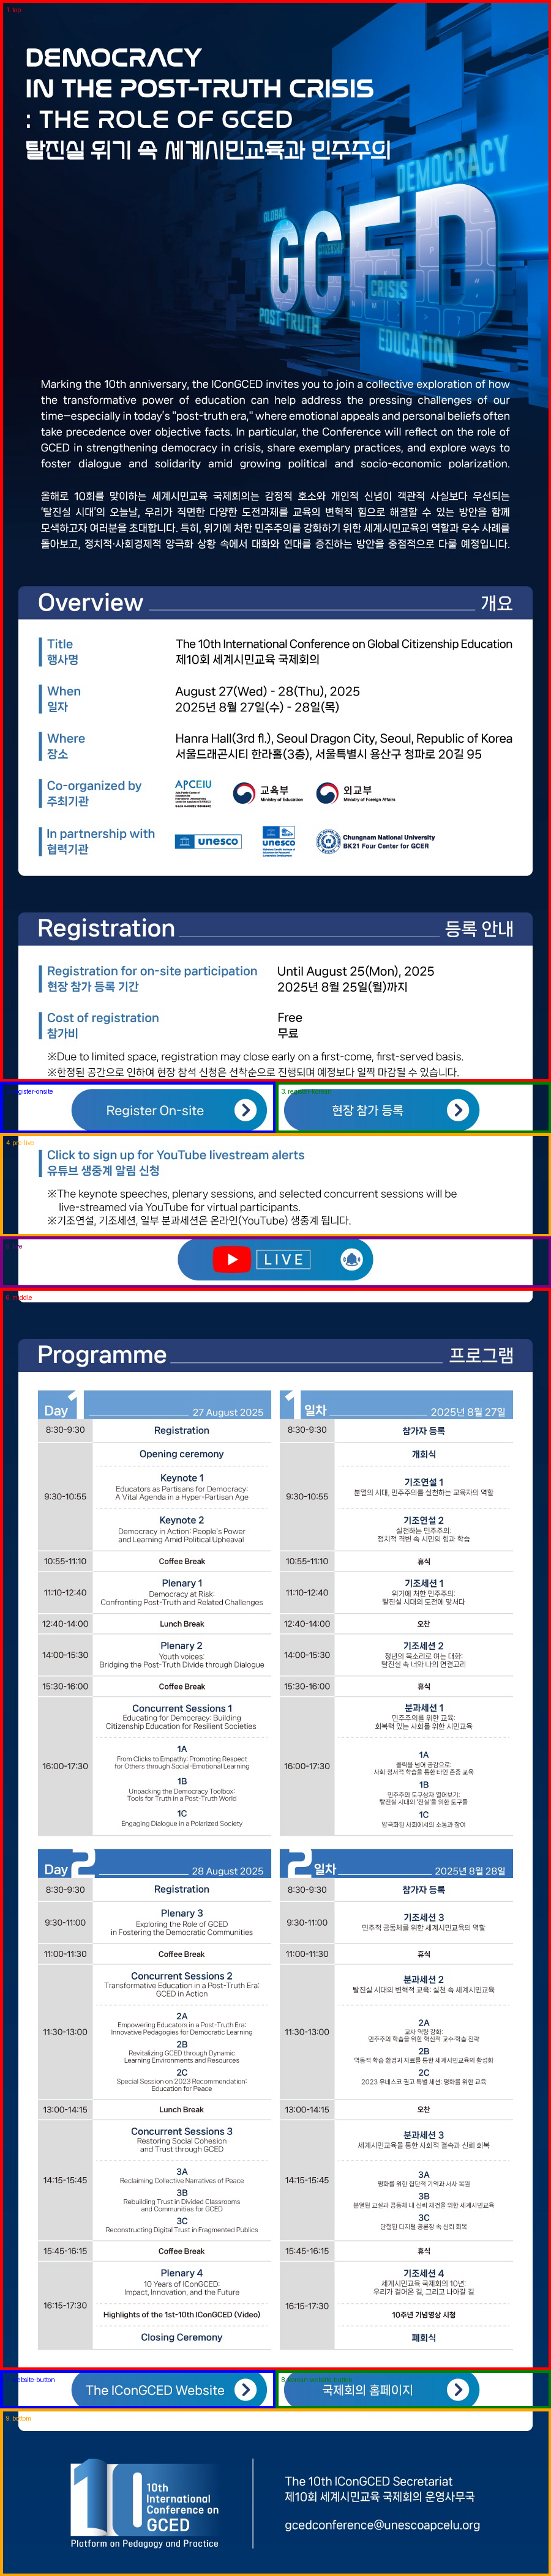 1. top
DEMOCRACY
IN THE POST-TRUTH CRISIS
: THE ROLE OF GCED
탈진실 위기 속 세계시민교육과 민주주의
DEMOCRACY
GLOBAL
GCED
CRISIS
POST-TRUTH
EDUCATION
Marking the 10th anniversary, the IConGCED invites you to join a collective exploration of how
the transformative power of education can help address the pressing challenges of our
time—especially in today's "post-truth era," where emotional appeals and personal beliefs often
take precedence over objective facts. In particular, the Conference will reflect on the role of
GCED in strengthening democracy in crisis, share exemplary practices, and explore ways to
foster dialogue and solidarity amid growing political and socio-economic polarization.
올해로 10회를 맞이하는 세계시민교육 국제회의는 감정적 호소와 개인적 신념이 객관적 사실보다 우선되는
'탈진실 시대'의 오늘날, 우리가 직면한 다양한 도전과제를 교육의 변혁적 힘으로 해결할 수 있는 방안을 함께
모색하고자 여러분을 초대합니다. 특히, 위기에 처한 민주주의를 강화하기 위한 세계시민교육의 역할과 우수 사례를
돌아보고, 정치적·사회경제적 양극화 상황 속에서 대화와 연대를 증진하는 방안을 중점적으로 다룰 예정입니다.
Overview 개요
Title The 10th International Conference on Global Citizenship Education
행사명 제10회 세계시민교육 국제회의
When August 27(Wed) - 28(Thu), 2025
일자 2025년 8월 27일(수) - 28일(목)
Where Hanra Hall(3rd fl.), Seoul Dragon City, Seoul, Republic of Korea
장소 서울드래곤시티 한라홀(3층), 서울특별시 용산구 청파로 20길 95
Co-organized by APCEIU 교육부 Ministry of Education 외교부 Ministry of Foreign Affairs
주최기관
In partnership with unesco unesco Chungnam National University
협력기관 BK21 Four Center for GCER
Registration 등록 안내
Registration for on-site participation Until August 25(Mon), 2025
현장 참가 등록 기간 2025년 8월 25일(월)까지
Cost of registration Free
참가비 무료
※Due to limited space, registration may close early on a first-come, first-served basis.
※한정된 공간으로 인하여 현장 참석 신청은 선착순으로 진행되며 예정보다 일찍 마감될 수 있습니다.
Register On-site
현장 참가 등록
Click to sign up for YouTube livestream alerts
유튜브 생중계 알림 신청
※The keynote speeches, plenary sessions, and selected concurrent sessions will be
live-streamed via YouTube for virtual participants.
※기조연설, 기조세션, 일부 분과세션은 온라인(YouTube) 생중계 됩니다.
LIVE
Programme 프로그램
Day 1 27 August 2025
8:30-9:30 Registration
9:30-10:55 Opening ceremony
Keynote 1
Educators as Partisans for Democracy:
A Vital Agenda in a Hyper-Partisan Age
Keynote 2
Democracy in Action: People's Power
and Learning Amid Political Upheaval
10:55-11:10 Coffee Break
11:10-12:40 Plenary 1
Democracy at Risk:
Confronting Post-Truth and Related Challenges
12:40-14:00 Lunch Break
14:00-15:30 Plenary 2
Youth voices:
Bridging the Post-Truth Divide through Dialogue
15:30-16:00 Coffee Break
16:00-17:30 Concurrent Sessions 1
Educating for Democracy: Building
Citizenship Education for Resilient Societies
1A
From Clicks to Empathy: Promoting Respect
for Others through Social-Emotional Learning
1B
Unpacking the Democracy Toolbox:
Tools for Truth in a Post-Truth World
1C
Engaging Dialogue in a Polarized Society
1일차 2025년 8월 27일
8:30-9:30 참가자 등록
9:30-10:55 개회식
기조연설 1
분열의 시대, 민주주의를 실천하는 교육자의 역할
기조연설 2
실천하는 민주주의:
정치적 격변 속 시민의 힘과 학습
10:55-11:10 휴식
11:10-12:40 기조세션 1
위기에 처한 민주주의:
탈진실 시대의 도전에 맞서다
12:40-14:00 오찬
14:00-15:30 기조세션 2
청년의 목소리로 여는 대화:
탈진실 속 너와 나의 연결고리
15:30-16:00 휴식
16:00-17:30 분과세션 1
민주주의를 위한 교육:
회복력 있는 사회를 위한 시민교육
1A
클릭을 넘어 공감으로:
사회·정서적 학습을 통한 타인 존중 교육
1B
민주주의 도구상자 열어보기:
탈진실 시대의 '진실'을 위한 도구들
1C
양극화된 사회에서의 소통과 참여
Day 2 28 August 2025
8:30-9:30 Registration
9:30-11:00 Plenary 3
Exploring the Role of GCED
in Fostering the Democratic Communities
11:00-11:30 Coffee Break
11:30-13:00 Concurrent Sessions 2
Transformative Education in a Post-Truth Era:
GCED in Action
2A
Empowering Educators in a Post-Truth Era:
Innovative Pedagogies for Democratic Learning
2B
Revitalizing GCED through Dynamic
Learning Environments and Resources
2C
Special Session on 2023 Recommendation:
Education for Peace
13:00-14:15 Lunch Break
14:15-15:45 Concurrent Sessions 3
Restoring Social Cohesion
and Trust through GCED
3A
Reclaiming Collective Narratives of Peace
3B
Rebuilding Trust in Divided Classrooms
and Communities for GCED
3C
Reconstructing Digital Trust in Fragmented Publics
15:45-16:15 Coffee Break
16:15-17:30 Plenary 4
10 Years of IConGCED:
Impact, Innovation, and the Future
Highlights of the 1st-10th IConGCED (Video)
Closing Ceremony
2일차 2025년 8월 28일
8:30-9:30 참가자 등록
9:30-11:00 기조세션 3
민주적 공동체를 위한 세계시민교육의 역할
11:00-11:30 휴식
11:30-13:00 분과세션 2
탈진실 시대의 변혁적 교육: 실천 속 세계시민교육
2A
교사 역량 강화:
민주주의 학습을 위한 혁신적 교수·학습 전략
2B
역동적 학습 환경과 자료를 통한 세계시민교육의 활성화
2C
2023 유네스코 권고 특별 세션: 평화를 위한 교육
13:00-14:15 오찬
14:15-15:45 분과세션 3
세계시민교육을 통한 사회적 결속과 신뢰 회복
3A
평화를 위한 집단적 기억과 서사 복원
3B
분열된 교실과 공동체 내 신뢰 재건을 위한 세계시민교육
3C
단절된 디지털 공론장 속 신뢰 회복
15:45-16:15 휴식
16:15-17:30 기조세션 4
세계시민교육 국제회의 10년:
우리가 걸어온 길, 그리고 나아갈 길
10주년 기념영상 시청
폐회식
The IConGCED Website
국제회의 홈페이지
9. bottom
10 10th
International
Conference on
GCED
Platform on Pedagogy and Practice
The 10th IConGCED Secretariat
제10회 세계시민교육 국제회의 운영사무국
gcedconference@unescoapceiu.org